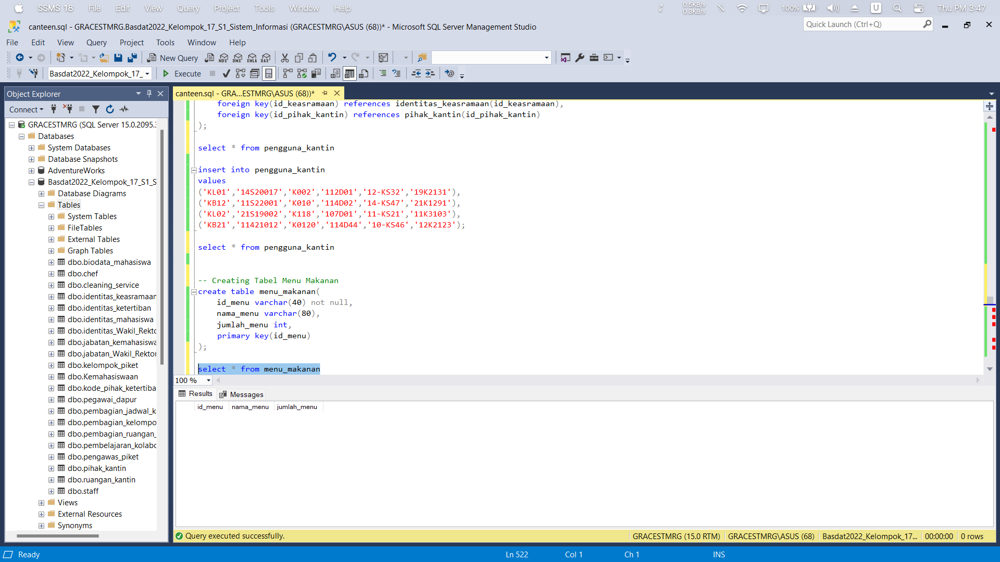 SSMS 18 File Edit View Query Project Tools Window Help 0.5KB/s 0.3KB/s 100% U Thu PM 3:47
canteen.sql - GRACESTMRG.Basdat2022_Kelompok_17_S1_Sistem_Informasi (GRACESTMRG\ASUS (68))* - Microsoft SQL Server Management Studio
Quick Launch (Ctrl+Q)
File Edit View Query Project Tools Window Help
New Query MDX DMX XMLA DAX
Basdat2022_Kelompok_17_ Execute
Object Explorer
Connect
GRACESTMRG (SQL Server 15.0.2095.3
Databases
System Databases
Database Snapshots
AdventureWorks
Basdat2022_Kelompok_17_S1_S
Database Diagrams
Tables
System Tables
FileTables
External Tables
Graph Tables
dbo.biodata_mahasiswa
dbo.chef
dbo.cleaning_service
dbo.identitas_keasramaan
dbo.identitas_ketertiban
dbo.identitas_mahasiswa
dbo.identitas_Wakil_Rekto
dbo.jabatan_kemahasiswa
dbo.jabatan_Wakil_Rektor
dbo.kelompok_piket
dbo.Kemahasiswaan
dbo.kode_pihak_ketertiba
dbo.pegawai_dapur
dbo.pembagian_jadwal_k
dbo.pembagian_kelompo
dbo.pembagian_ruangan_
dbo.pembelajaran_kolabo
dbo.pengawas_piket
dbo.pihak_kantin
dbo.ruangan_kantin
dbo.staff
Views
External Resources
Synonyms
canteen.sql - GRA...ESTMRG\ASUS (68))*
foreign key(id_keasramaan) references identitas_keasramaan(id_keasramaan),
foreign key(id_pihak_kantin) references pihak_kantin(id_pihak_kantin)
);
select * from pengguna_kantin
insert into pengguna_kantin
values
('KL01','14S20017','K002','112D01','12-KS32','19K2131'),
('KB12','11S22001','K010','114D02','14-KS47','21K1291'),
('KL02','21S19002','K118','107D01','11-KS21','11K3103'),
('KB21','11421012','K0120','114D44','10-KS46','12K2123');
select * from pengguna_kantin
-- Creating Tabel Menu Makanan
create table menu_makanan(
id_menu varchar(40) not null,
nama_menu varchar(80),
jumlah_menu int,
primary key(id_menu)
);
select * from menu_makanan
100 %
Results Messages
id_menu nama_menu jumlah_menu
Query executed successfully. GRACESTMRG (15.0 RTM) GRACESTMRG\ASUS (68) Basdat2022_Kelompok_17... 00:00:00 0 rows
Ready Ln 522 Col 1 Ch 1 INS